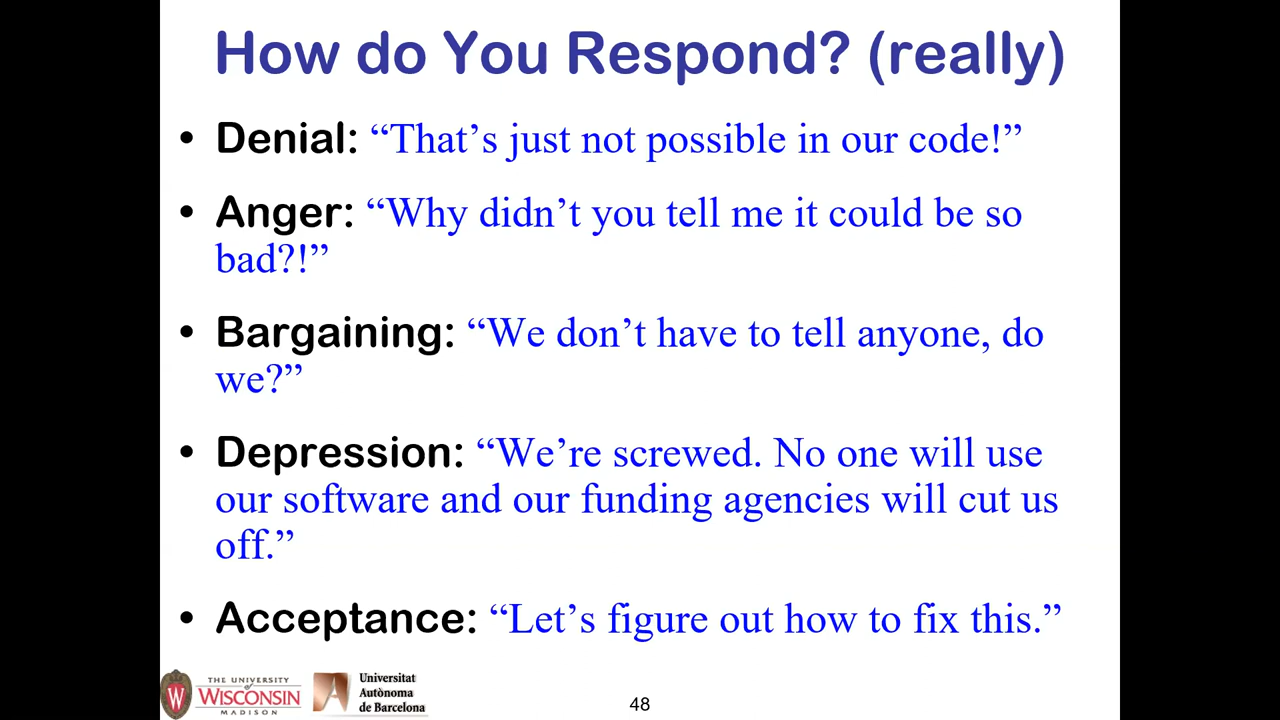 How do You Respond? (really)
• Denial: “That’s just not possible in our code!”
• Anger: “Why didn’t you tell me it could be so
bad?!”
• Bargaining: “We don’t have to tell anyone, do
we?”
• Depression: “We’re screwed. No one will use
our software and our funding agencies will cut us
off.”
• Acceptance: “Let’s figure out how to fix this.”
THE UNIVERSITY
of
WISCONSIN
MADISON
Universitat
Autònoma
de Barcelona
48